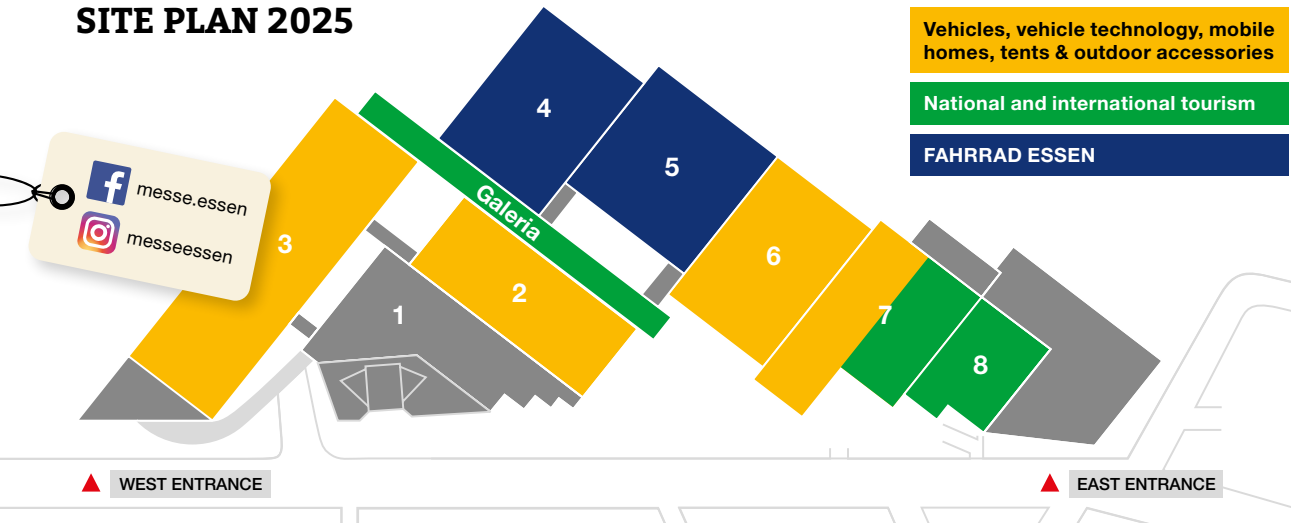 SITE PLAN 2025
Vehicles, vehicle technology, mobile
homes, tents & outdoor accessories
National and international tourism
FAHRRAD ESSEN
messe.essen
messeessen
4
5
Galeria
3
6
2
1
7
8
WEST ENTRANCE
EAST ENTRANCE